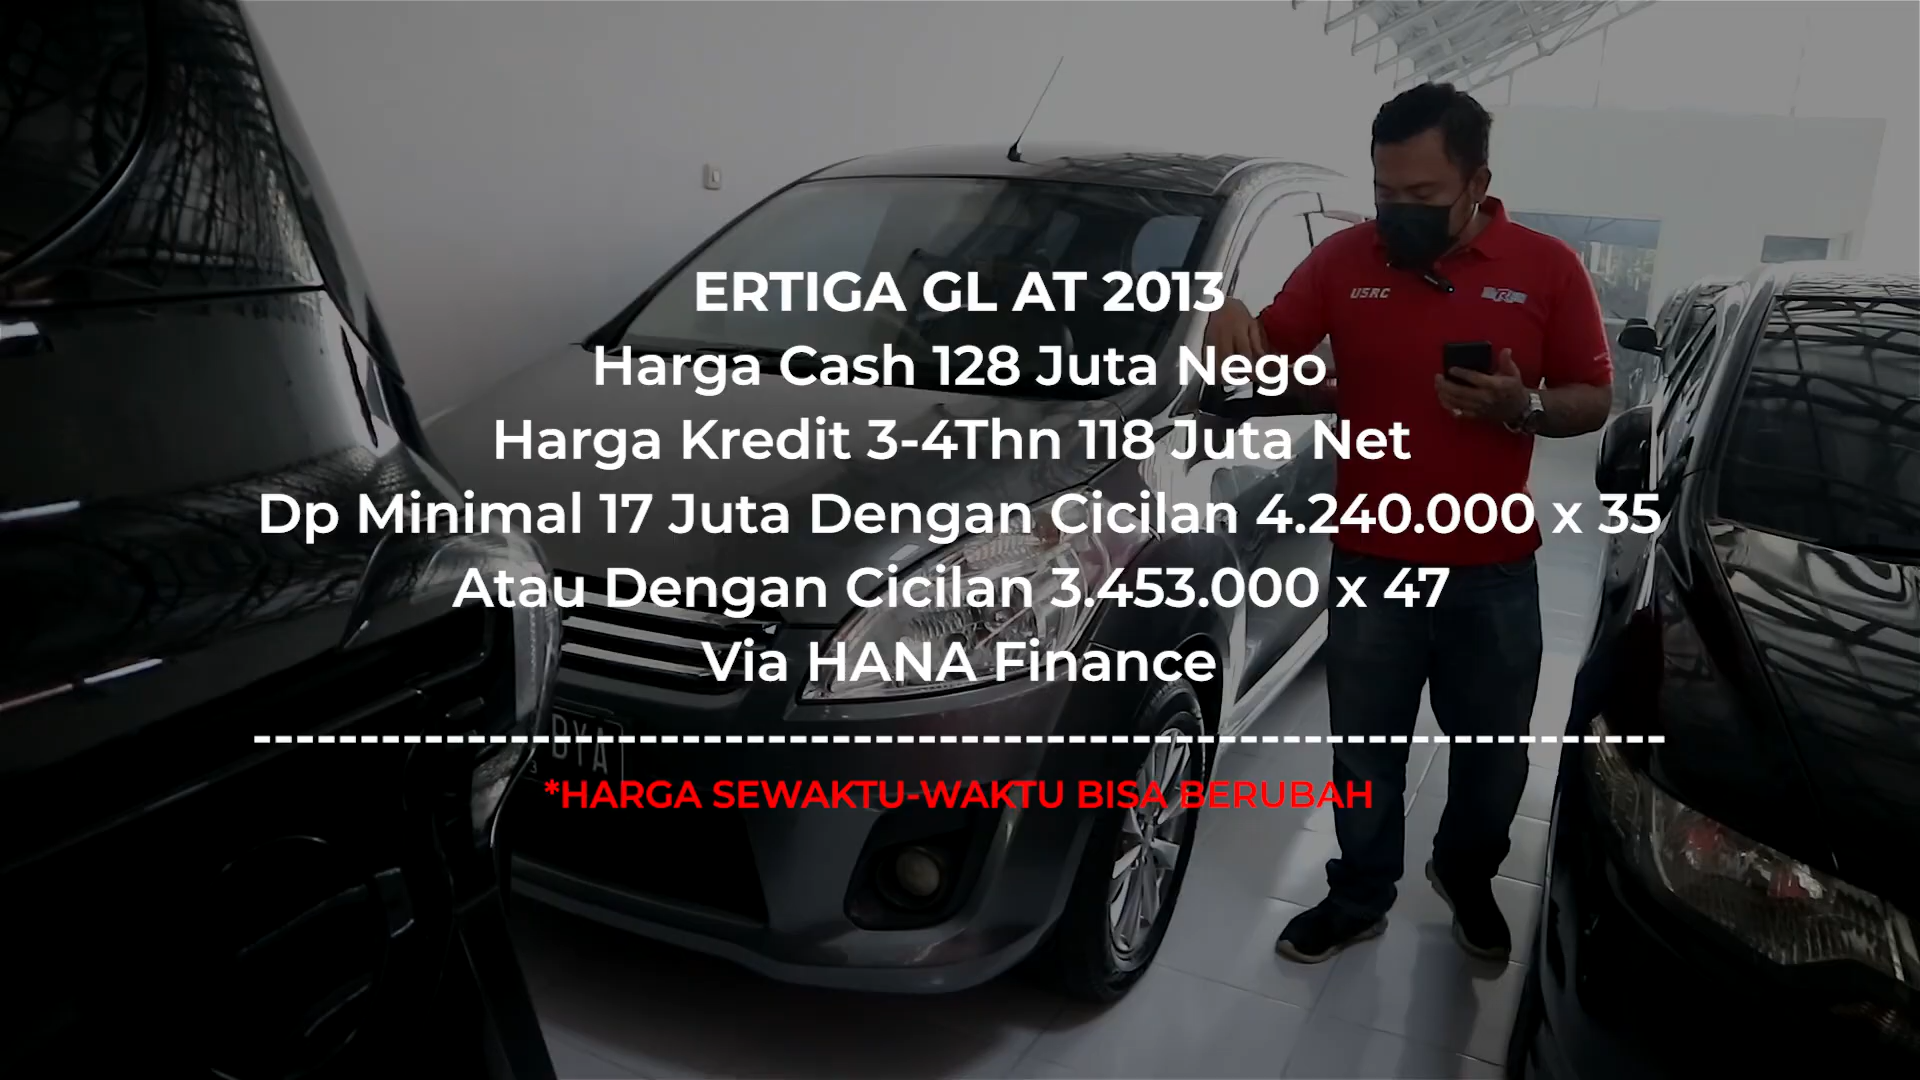 ERTIGA GL AT 2013
Harga Cash 128 Juta Nego
Harga Kredit 3-4Thn 118 Juta Net
Dp Minimal 17 Juta Dengan Cicilan 4.240.000 x 35
Atau Dengan Cicilan 3.453.000 x 47
Via HANA Finance
-----------------------------------------------------------------
*HARGA SEWAKTU-WAKTU BISA BERUBAH
USRC
BYA